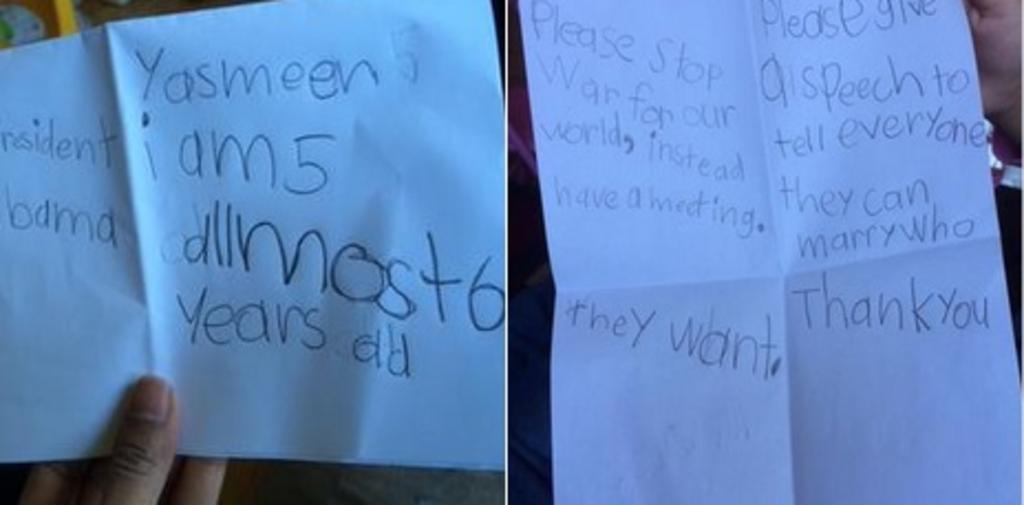 resident
bama
Yasmeen
i am 5
allmost 6
Years old
Please stop
War for our
world, instead
have a meeting.
Please give
a speech to
tell everyone
they can
marry who
they want.
Thank You